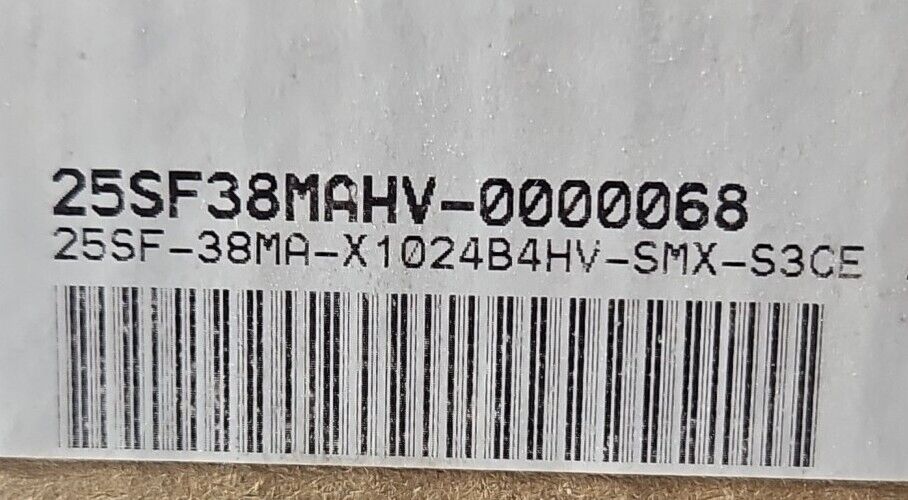 25SF38MAHV-0000068
25SF-38MA-X1024B4HV-SMX-S3CE